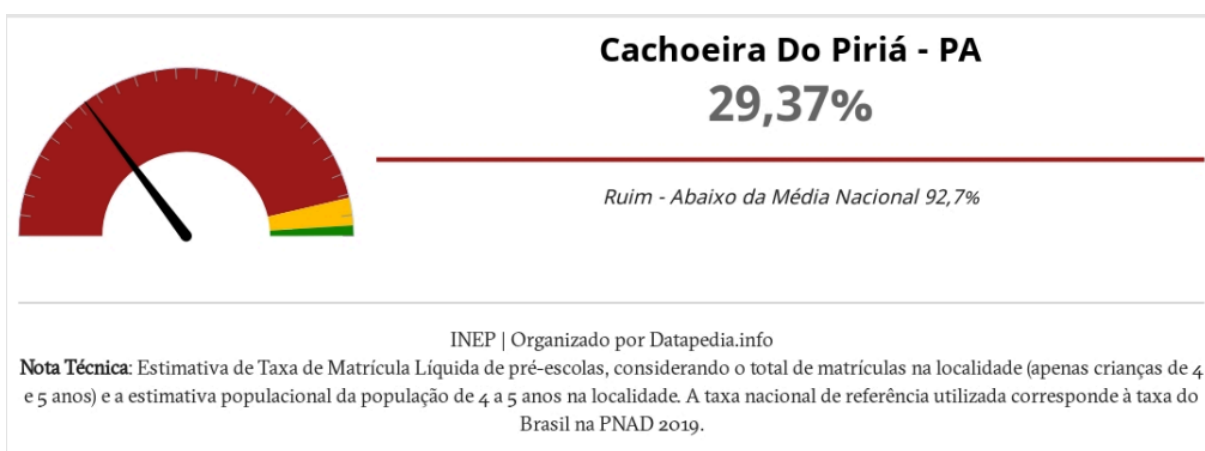 Cachoeira Do Piriá - PA
29,37%
Ruim - Abaixo da Média Nacional 92,7%
INEP | Organizado por Datapedia.info
Nota Técnica: Estimativa de Taxa de Matrícula Líquida de pré-escolas, considerando o total de matrículas na localidade (apenas crianças de 4
e 5 anos) e a estimativa populacional da população de 4 a 5 anos na localidade. A taxa nacional de referência utilizada corresponde à taxa do
Brasil na PNAD 2019.